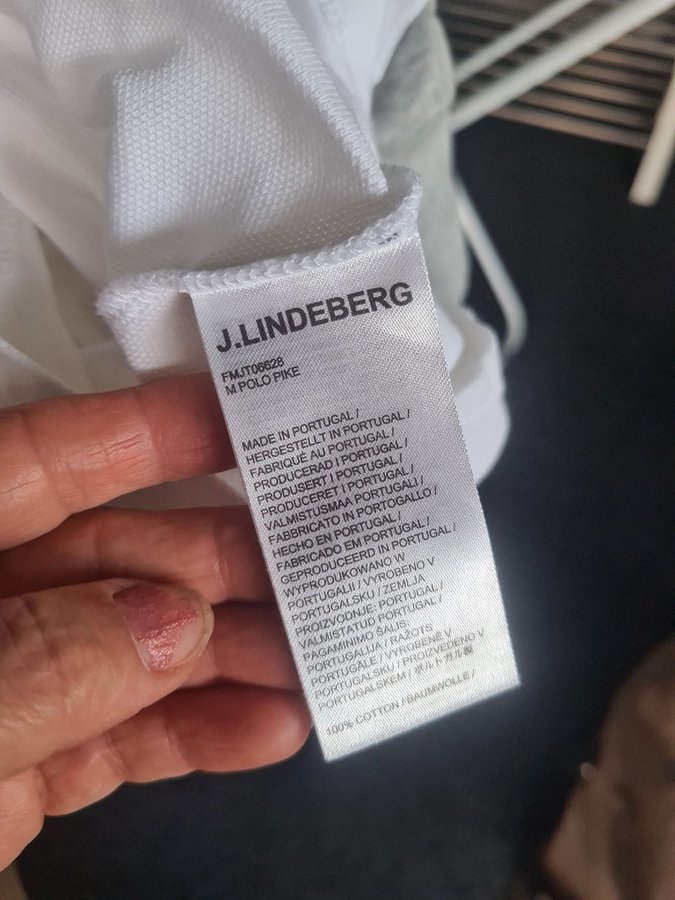 J.LINDEBERG
FMJT06628
M POLO PIKE
MADE IN PORTUGAL /
HERGESTELLT IN PORTUGAL /
FABRIQUÉ AU PORTUGAL /
PRODUCERAD I PORTUGAL /
PRODUSERT I PORTUGAL /
PRODUCERET I PORTUGAL /
VALMISTUSMAA PORTUGALI /
FABBRICATO IN PORTOGALLO /
HECHO EN PORTUGAL /
FABRICADO EM PORTUGAL /
GEPRODUCEERD IN PORTUGAL /
WYPRODUKOWANO W
PORTUGALII / VYROBENO V
PORTUGALSKU / ZEMLJA
PROIZVODNJE: PORTUGAL /
VALMISTATUD PORTUGAL /
PAGAMINIMO ŠALIS:
PORTUGALIJA / RAŽOTS
PORTUGĀLE / VYROBENÉ V
PORTUGALSKU / PROIZVEDENO V
PORTUGALSKEM / ポルトガル製
100% COTTON / BAUMWOLLE /